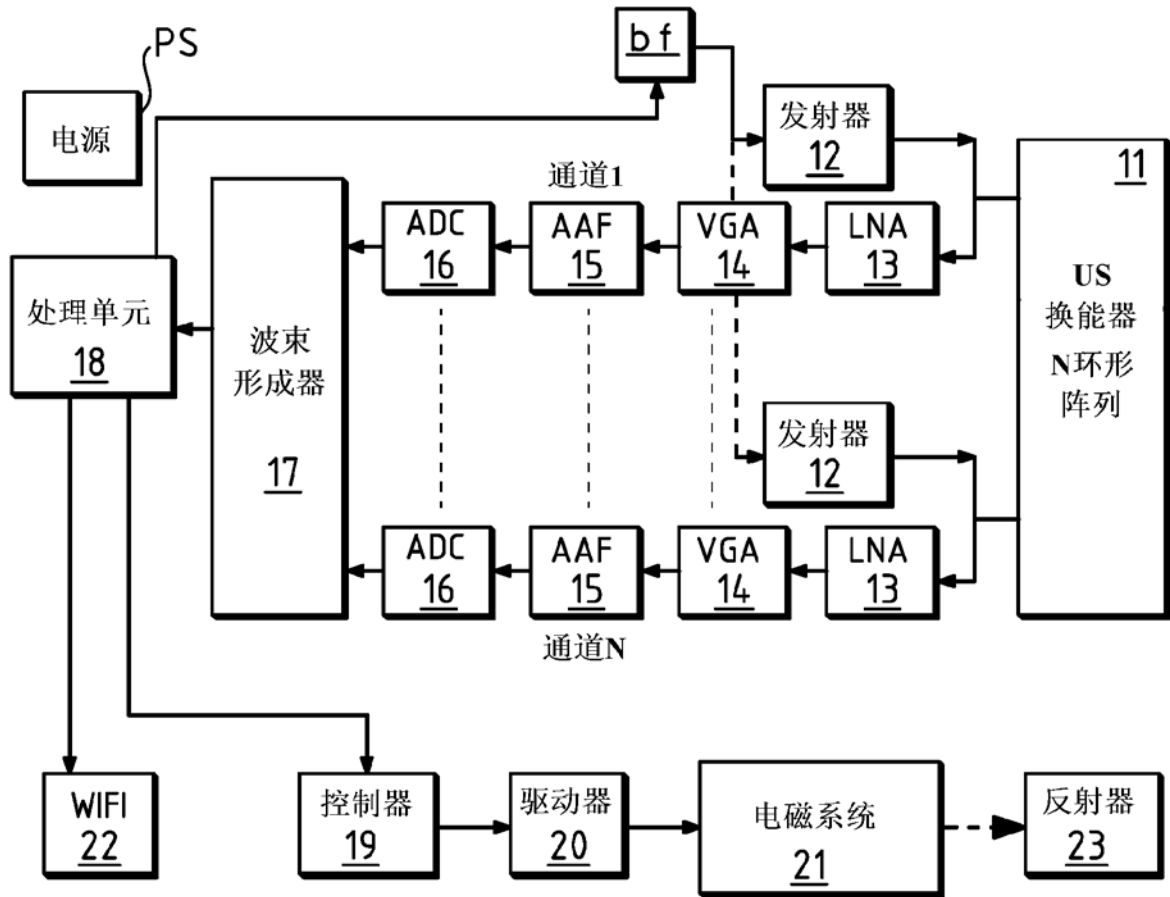 PS
电源
bf
发射器
12
11
US
换能器
N环形
阵列
通道1
ADC
16
AAF
15
VGA
14
LNA
13
处理单元
18
波束
形成器
17
发射器
12
ADC
16
AAF
15
VGA
14
LNA
13
通道N
WIFI
22
控制器
19
驱动器
20
电磁系统
21
反射器
23